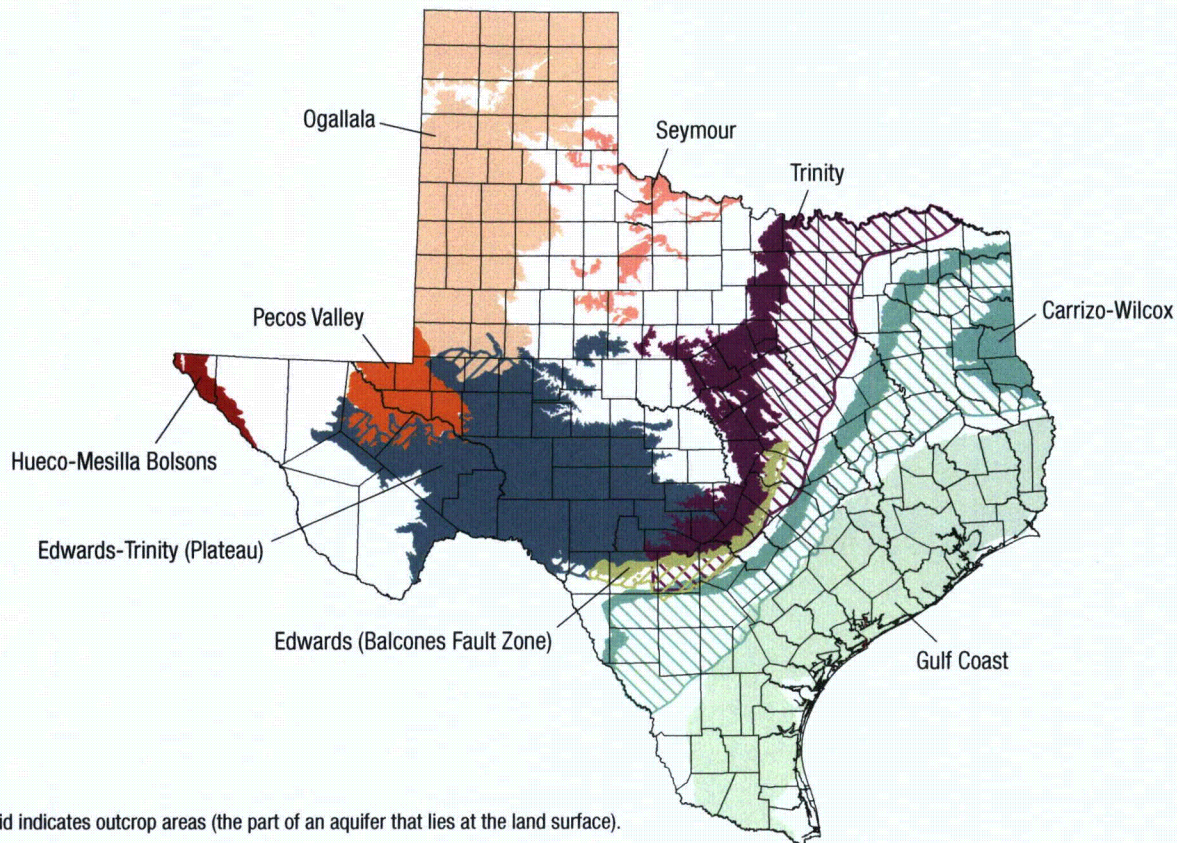 Ogallala
Seymour
Trinity
Pecos Valley
Carrizo-Wilcox
Hueco-Mesilla Bolsons
Edwards-Trinity (Plateau)
Edwards (Balcones Fault Zone)
Gulf Coast
indicates outcrop areas (the part of an aquifer that lies at the land surface).